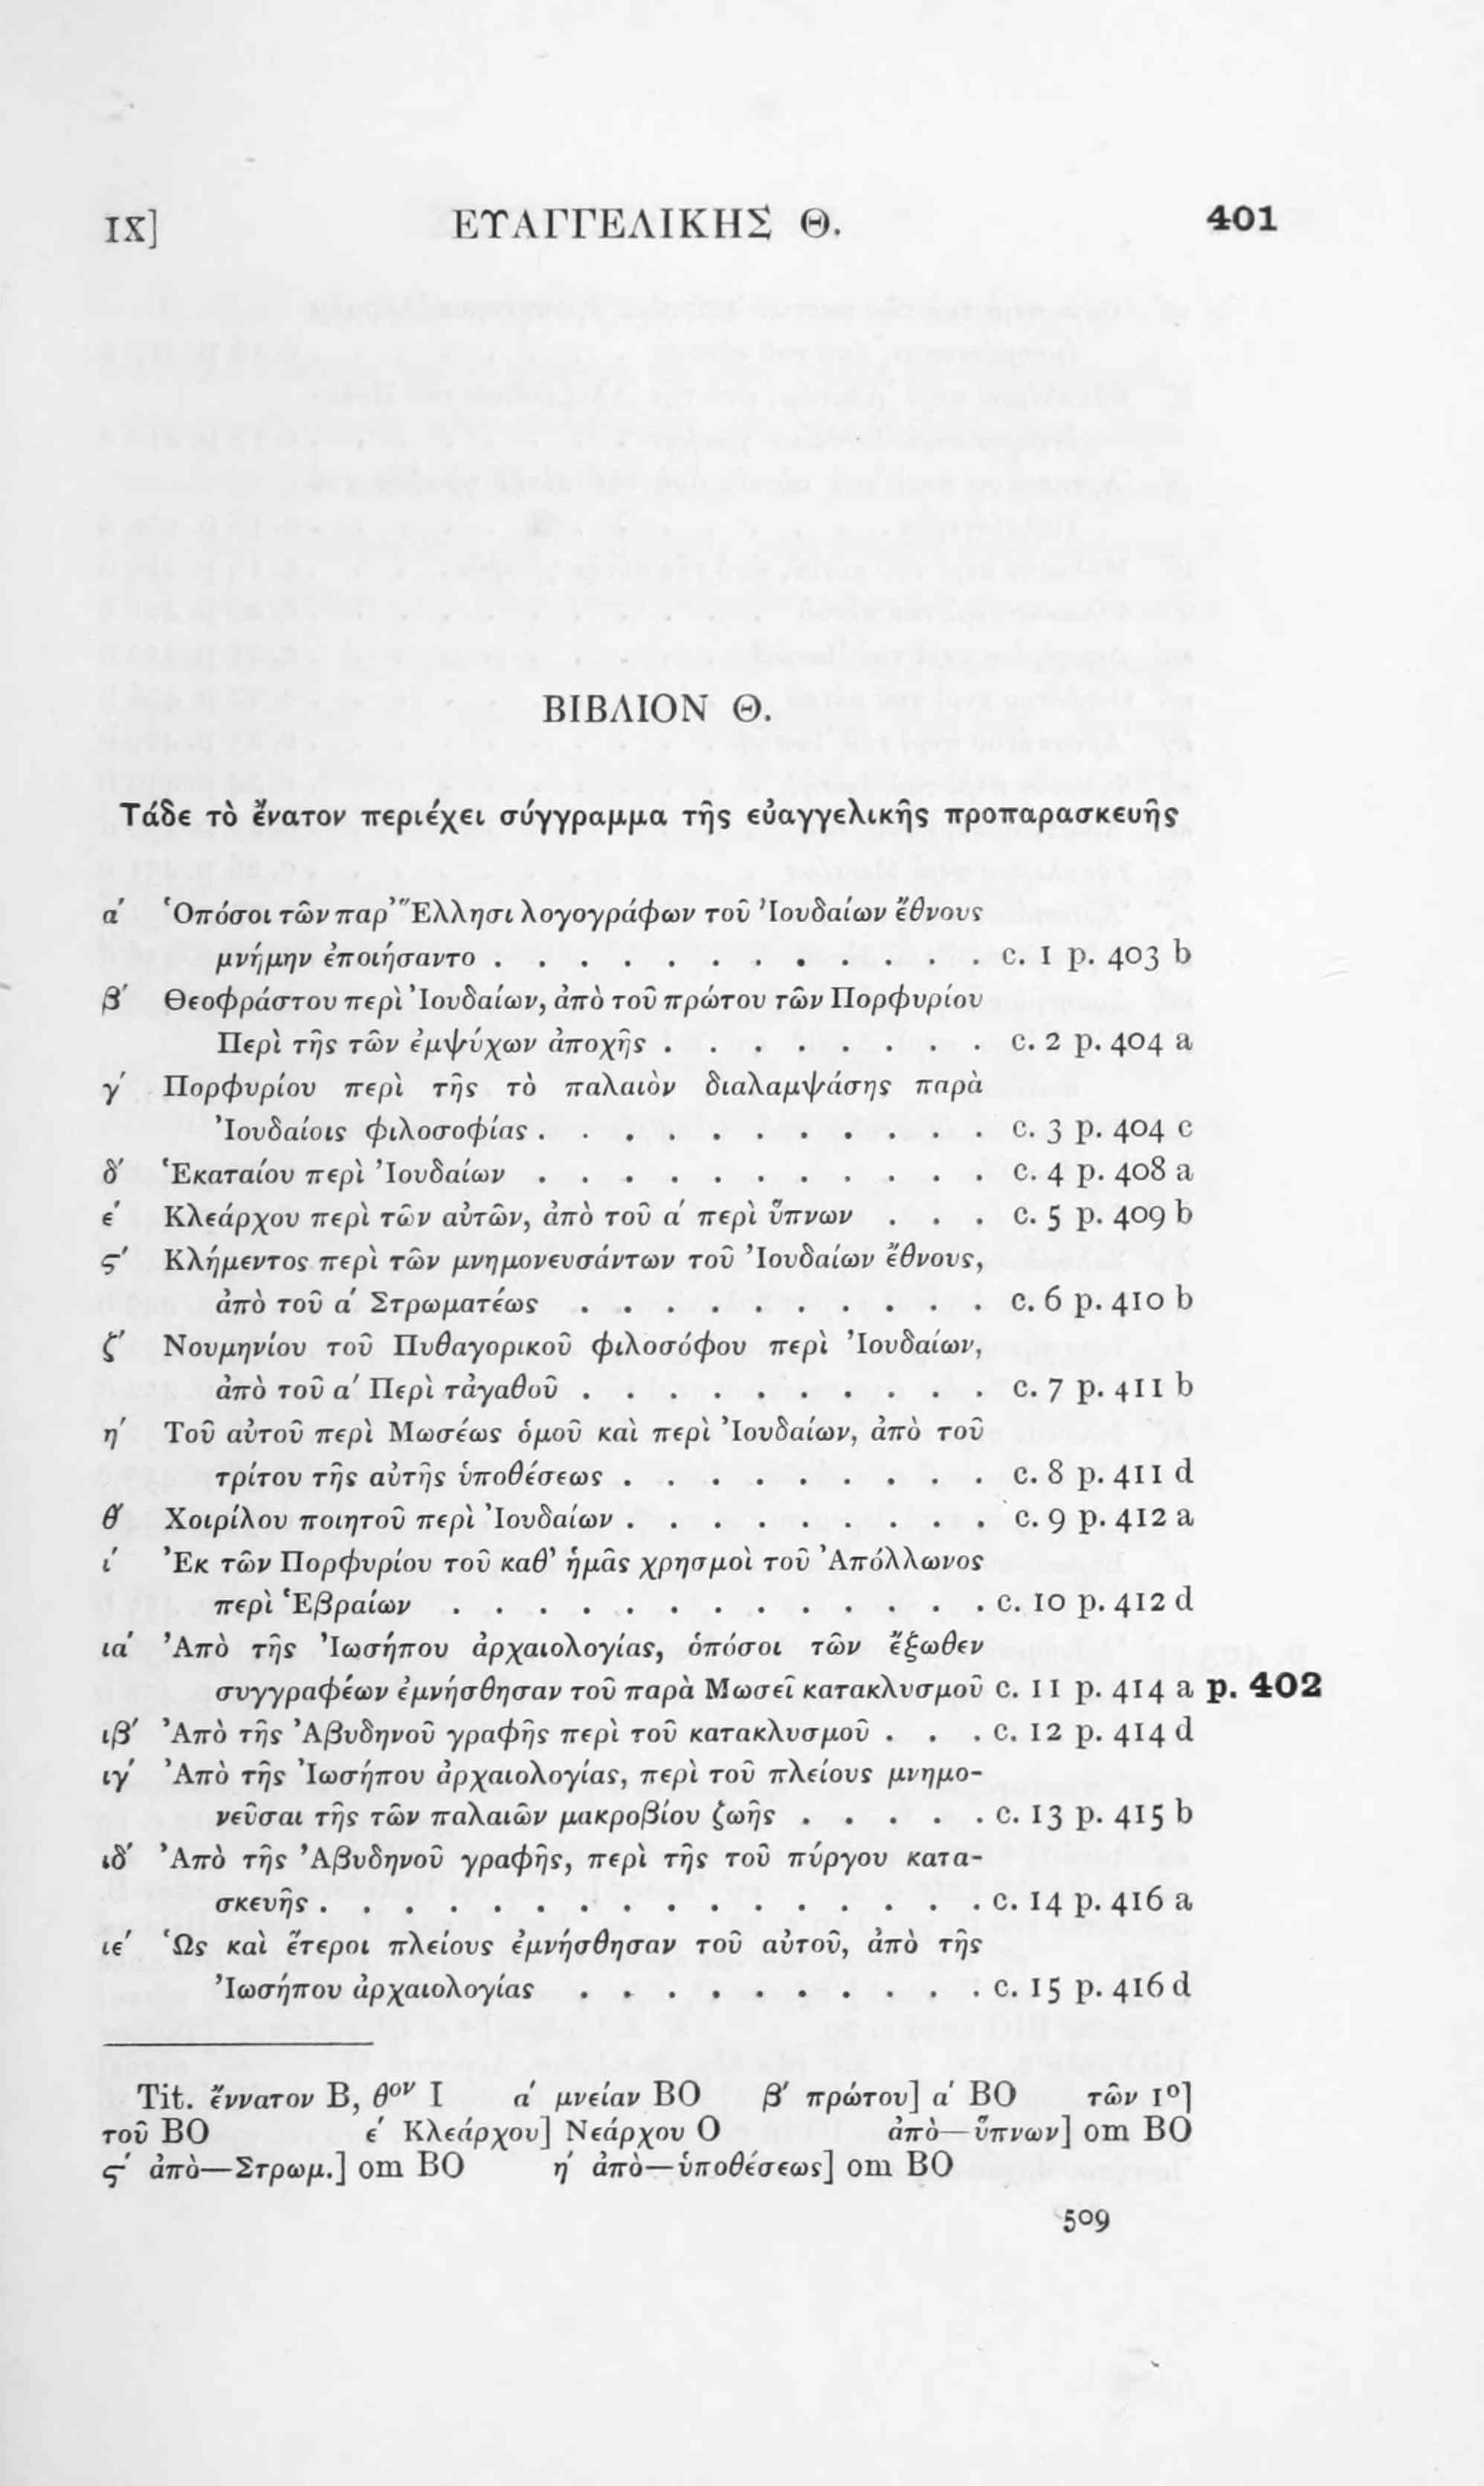 IX] ΕΥΑΓΓΕΛΙΚΗΣ Θ. 401
ΒΙΒΛΙΟΝ Θ.
Τάδε τὸ ἔνατον περιέχει σύγγραμμα τῆς εὐαγγελικῆς προπαρασκευῆς
α΄ Ὁπόσοι τῶν παρ’ Ἕλλησι λογογράφων τοῦ Ἰουδαίων ἔθνους
μνήμην ἐποιήσαντο . . . . . . . . . . . . c. 1 p. 403 b
β΄ Θεοφράστου περὶ Ἰουδαίων, ἀπὸ τοῦ πρώτου τῶν Πορφυρίου
Περὶ τῆς τῶν ἐμψύχων ἀποχῆς . . . . . . . . c. 2 p. 404 a
γ΄ Πορφυρίου περὶ τῆς τὸ παλαιὸν διαλαμψάσης παρὰ
Ἰουδαίοις φιλοσοφίας . . . . . . . . . . . c. 3 p. 404 c
δ΄ Ἑκαταίου περὶ Ἰουδαίων . . . . . . . . . . . c. 4 p. 408 a
ε΄ Κλεάρχου περὶ τῶν αὐτῶν, ἀπὸ τοῦ α΄ περὶ ὕπνων . . . c. 5 p. 409 b
ς΄ Κλήμεντος περὶ τῶν μνημονευσάντων τοῦ Ἰουδαίων ἔθνους,
ἀπὸ τοῦ α΄ Στρωματέως . . . . . . . . . . c. 6 p. 410 b
ζ΄ Νουμηνίου τοῦ Πυθαγορικοῦ φιλοσόφου περὶ Ἰουδαίων,
ἀπὸ τοῦ α΄ Περὶ τἀγαθοῦ . . . . . . . . . . c. 7 p. 411 b
η΄ Τοῦ αὐτοῦ περὶ Μωσέως ὁμοῦ καὶ περὶ Ἰουδαίων, ἀπὸ τοῦ
τρίτου τῆς αὐτῆς ὑποθέσεως . . . . . . . . . c. 8 p. 411 d
θ΄ Χοιρίλου ποιητοῦ περὶ Ἰουδαίων . . . . . . . . . c. 9 p. 412 a
ι΄ Ἐκ τῶν Πορφυρίου τοῦ καθ’ ἡμᾶς χρησμοὶ τοῦ Ἀπόλλωνος
περὶ Ἑβραίων . . . . . . . . . . . . . c. 10 p. 412 d
ια΄ Ἀπὸ τῆς Ἰωσήπου ἀρχαιολογίας, ὁπόσοι τῶν ἔξωθεν
συγγραφέων ἐμνήσθησαν τοῦ παρὰ Μωσεῖ κατακλυσμοῦ c. 11 p. 414 a p. 402
ιβ΄ Ἀπὸ τῆς Ἀβυδηνοῦ γραφῆς περὶ τοῦ κατακλυσμοῦ . . . c. 12 p. 414 d
ιγ΄ Ἀπὸ τῆς Ἰωσήπου ἀρχαιολογίας, περὶ τοῦ πλείους μνημο-
νεῦσαι τῆς τῶν παλαιῶν μακροβίου ζωῆς . . . . . c. 13 p. 415 b
ιδ΄ Ἀπὸ τῆς Ἀβυδηνοῦ γραφῆς, περὶ τῆς τοῦ πύργου κατα-
σκευῆς . . . . . . . . . . . . . . . . c. 14 p. 416 a
ιε΄ Ὡς καὶ ἕτεροι πλείους ἐμνήσθησαν τοῦ αὐτοῦ, ἀπὸ τῆς
Ἰωσήπου ἀρχαιολογίας . . . . . . . . . . c. 15 p. 416 d
Tit. ἔννατον B, θον I α΄ μνείαν BO β΄ πρώτου] α΄ BO τῶν 1º]
τοῦ BO ε΄ Κλεάρχου] Νεάρχου O ἀπὸ—ὕπνων] om BO
ς΄ ἀπὸ—Στρωμ.] om BO η΄ ἀπὸ—ὑποθέσεως] om BO
509